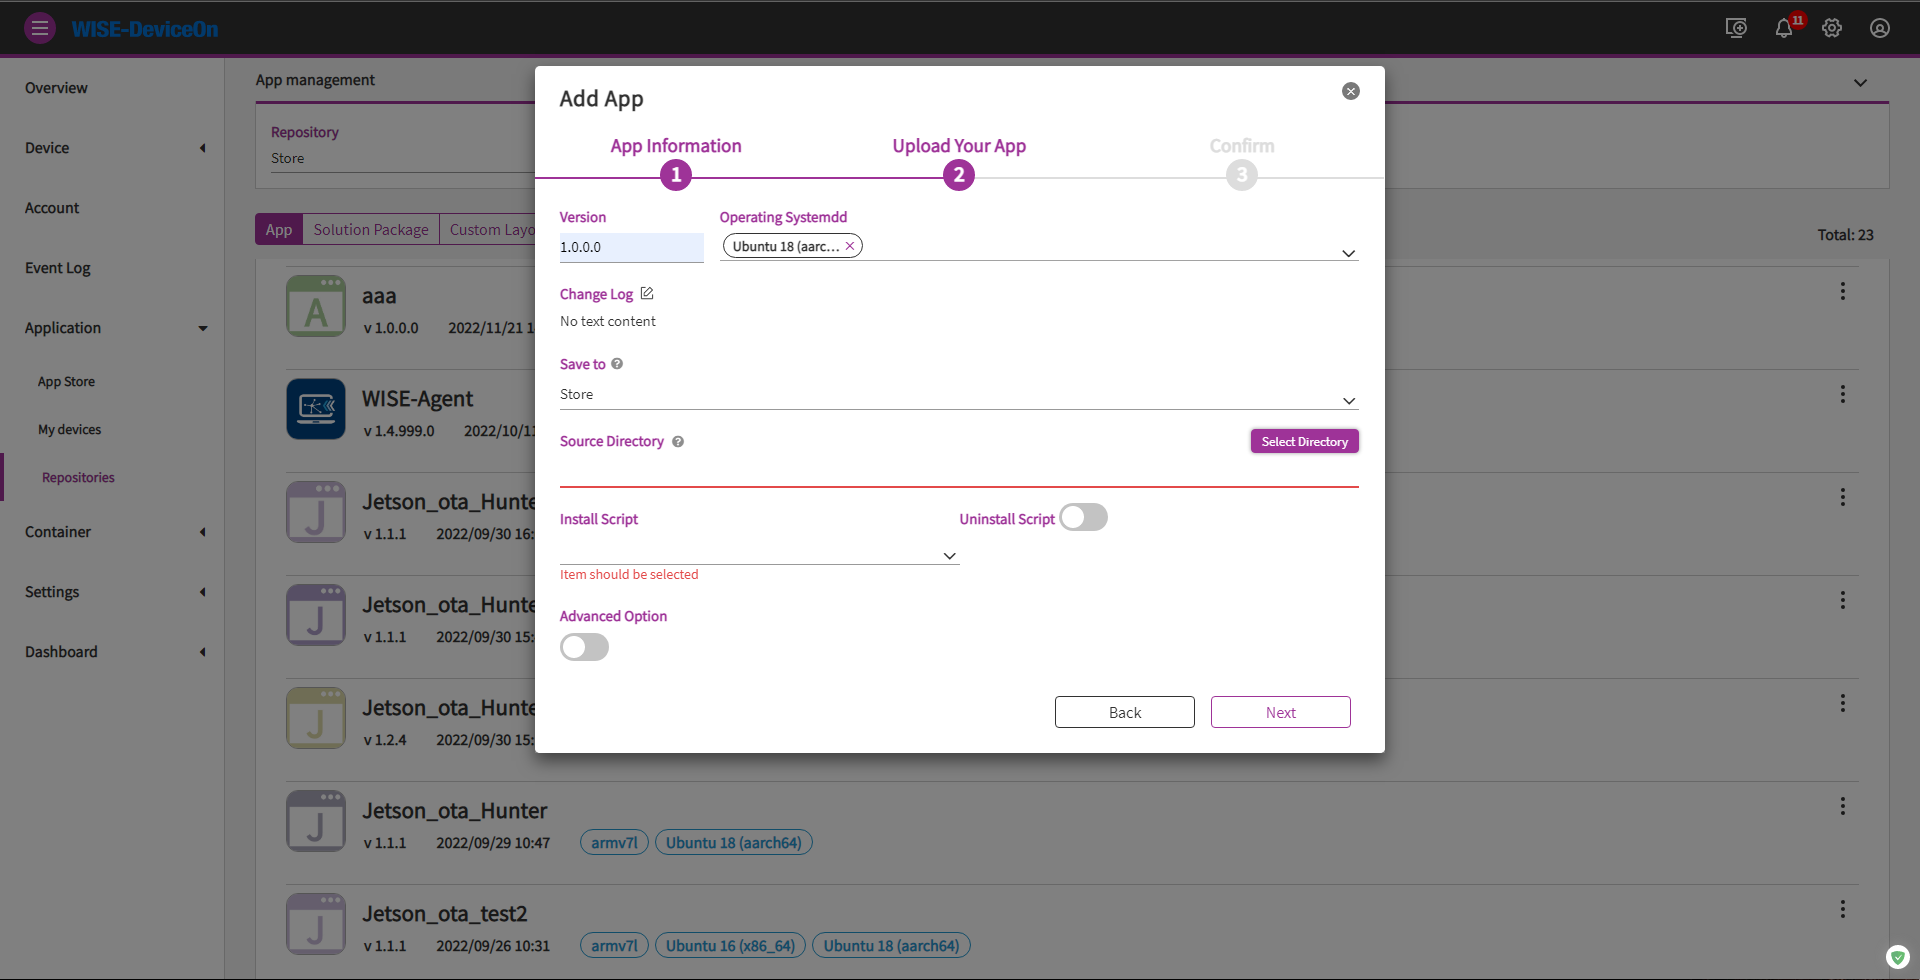 WISE-DeviceOn
11
Overview
Device
Account
Event Log
Application
App Store
My devices
Repositories
Container
Settings
Dashboard
App management
Repository
Store
App
Solution Package
Custom Layo
Total: 23
A
aaa
v 1.0.0.0 2022/11/21 1
WISE-Agent
v 1.4.999.0 2022/10/11
J
Jetson_ota_Hunte
v 1.1.1 2022/09/30 16:
J
Jetson_ota_Hunte
v 1.1.1 2022/09/30 15:
J
Jetson_ota_Hunte
v 1.2.4 2022/09/30 15:
J
Jetson_ota_Hunter
v 1.1.1 2022/09/29 10:47 armv7l Ubuntu 18 (aarch64)
J
Jetson_ota_test2
v 1.1.1 2022/09/26 10:31 armv7l Ubuntu 16 (x86_64) Ubuntu 18 (aarch64)
Add App
App Information Upload Your App Confirm
1 2 3
Version Operating Systemdd
1.0.0.0 Ubuntu 18 (aarc...
Change Log
No text content
Save to
Store
Source Directory Select Directory
Install Script Uninstall Script
Item should be selected
Advanced Option
Back Next